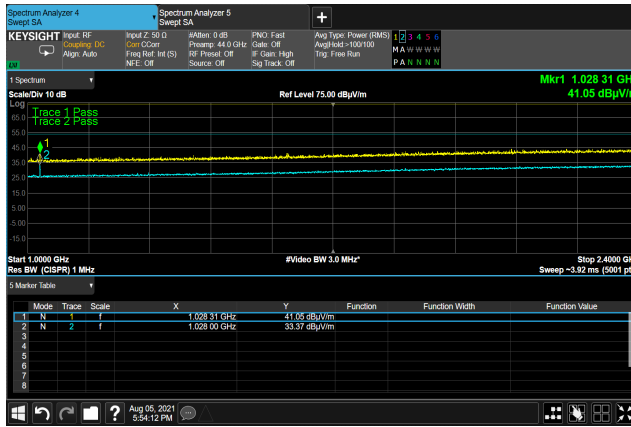 Spectrum Analyzer 4
Swept SA
Spectrum Analyzer 5
Swept SA
+
KEYSIGHT Input: RF
Coupling: DC
Align: Auto
Input Z: 50 Ω
Corr CCorr
Freq Ref: Int (S)
NFE: Off
#Atten: 0 dB
Preamp: 44.0 GHz
RF Preset: Off
Source: Off
PNO: Fast
Gate: Off
IF Gain: High
Sig Track: Off
Avg Type: Power (RMS)
Avg|Hold:>100/100
Trig: Free Run
1 2 3 4 5 6
M A W W W W
P A N N N N
1 Spectrum
Mkr1 1.028 31 GH
Scale/Div 10 dB
Ref Level 75.00 dBµV/m
41.05 dBµV/
Log
Trace 1 Pass
Trace 2 Pass
65.0
55.0
45.0
35.0
25.0
15.0
5.00
-5.00
-15.0
1
2
Start 1.0000 GHz
#Video BW 3.0 MHz*
Stop 2.4000 GH
Res BW (CISPR) 1 MHz
Sweep ~3.92 ms (5001 pt
5 Marker Table
Mode Trace Scale X Y Function Function Width Function Value
1 N 1 f 1.028 31 GHz 41.05 dBµV/m
2 N 2 f 1.028 00 GHz 33.37 dBµV/m
3
4
5
6
7
8
?
Aug 05, 2021
5:54:12 PM